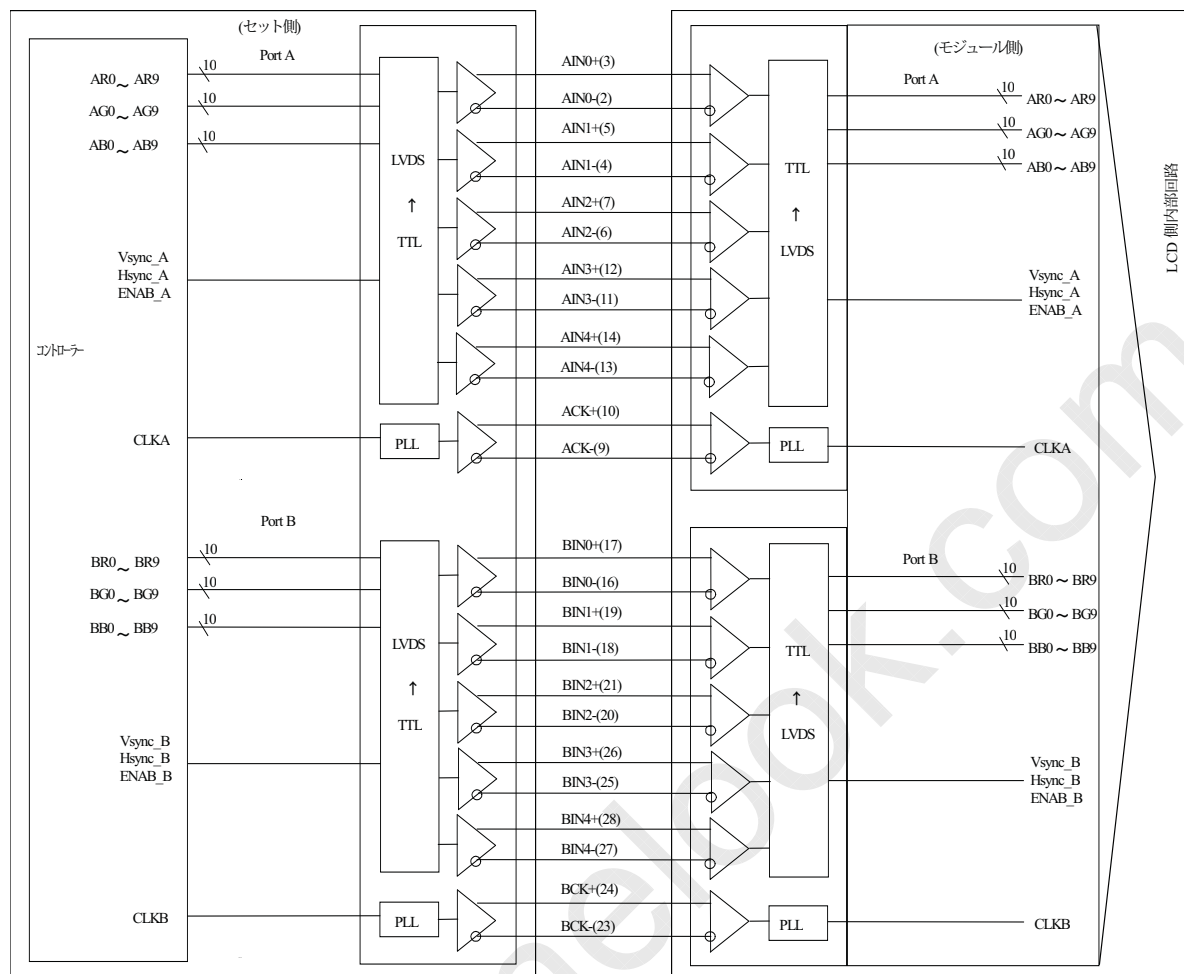 (セット側)
コントローラー
Port A
AR0～AR9
10
AG0～AG9
10
AB0～AB9
10
Vsync_A
Hsync_A
ENAB_A
CLKA
LVDS
↑
TTL
PLL
AIN0+(3)
AIN0-(2)
AIN1+(5)
AIN1-(4)
AIN2+(7)
AIN2-(6)
AIN3+(12)
AIN3-(11)
AIN4+(14)
AIN4-(13)
ACK+(10)
ACK-(9)
(モジュール側)
TTL
↑
LVDS
PLL
Port A
10
AR0～AR9
10
AG0～AG9
10
AB0～AB9
Vsync_A
Hsync_A
ENAB_A
CLKA
LCD 側内部回路
Port B
BR0～BR9
10
BG0～BG9
10
BB0～BB9
10
Vsync_B
Hsync_B
ENAB_B
CLKB
LVDS
↑
TTL
PLL
BIN0+(17)
BIN0-(16)
BIN1+(19)
BIN1-(18)
BIN2+(21)
BIN2-(20)
BIN3+(26)
BIN3-(25)
BIN4+(28)
BIN4-(27)
BCK+(24)
BCK-(23)
TTL
↑
LVDS
PLL
Port B
10
BR0～BR9
10
BG0～BG9
10
BB0～BB9
Vsync_B
Hsync_B
ENAB_B
CLKB